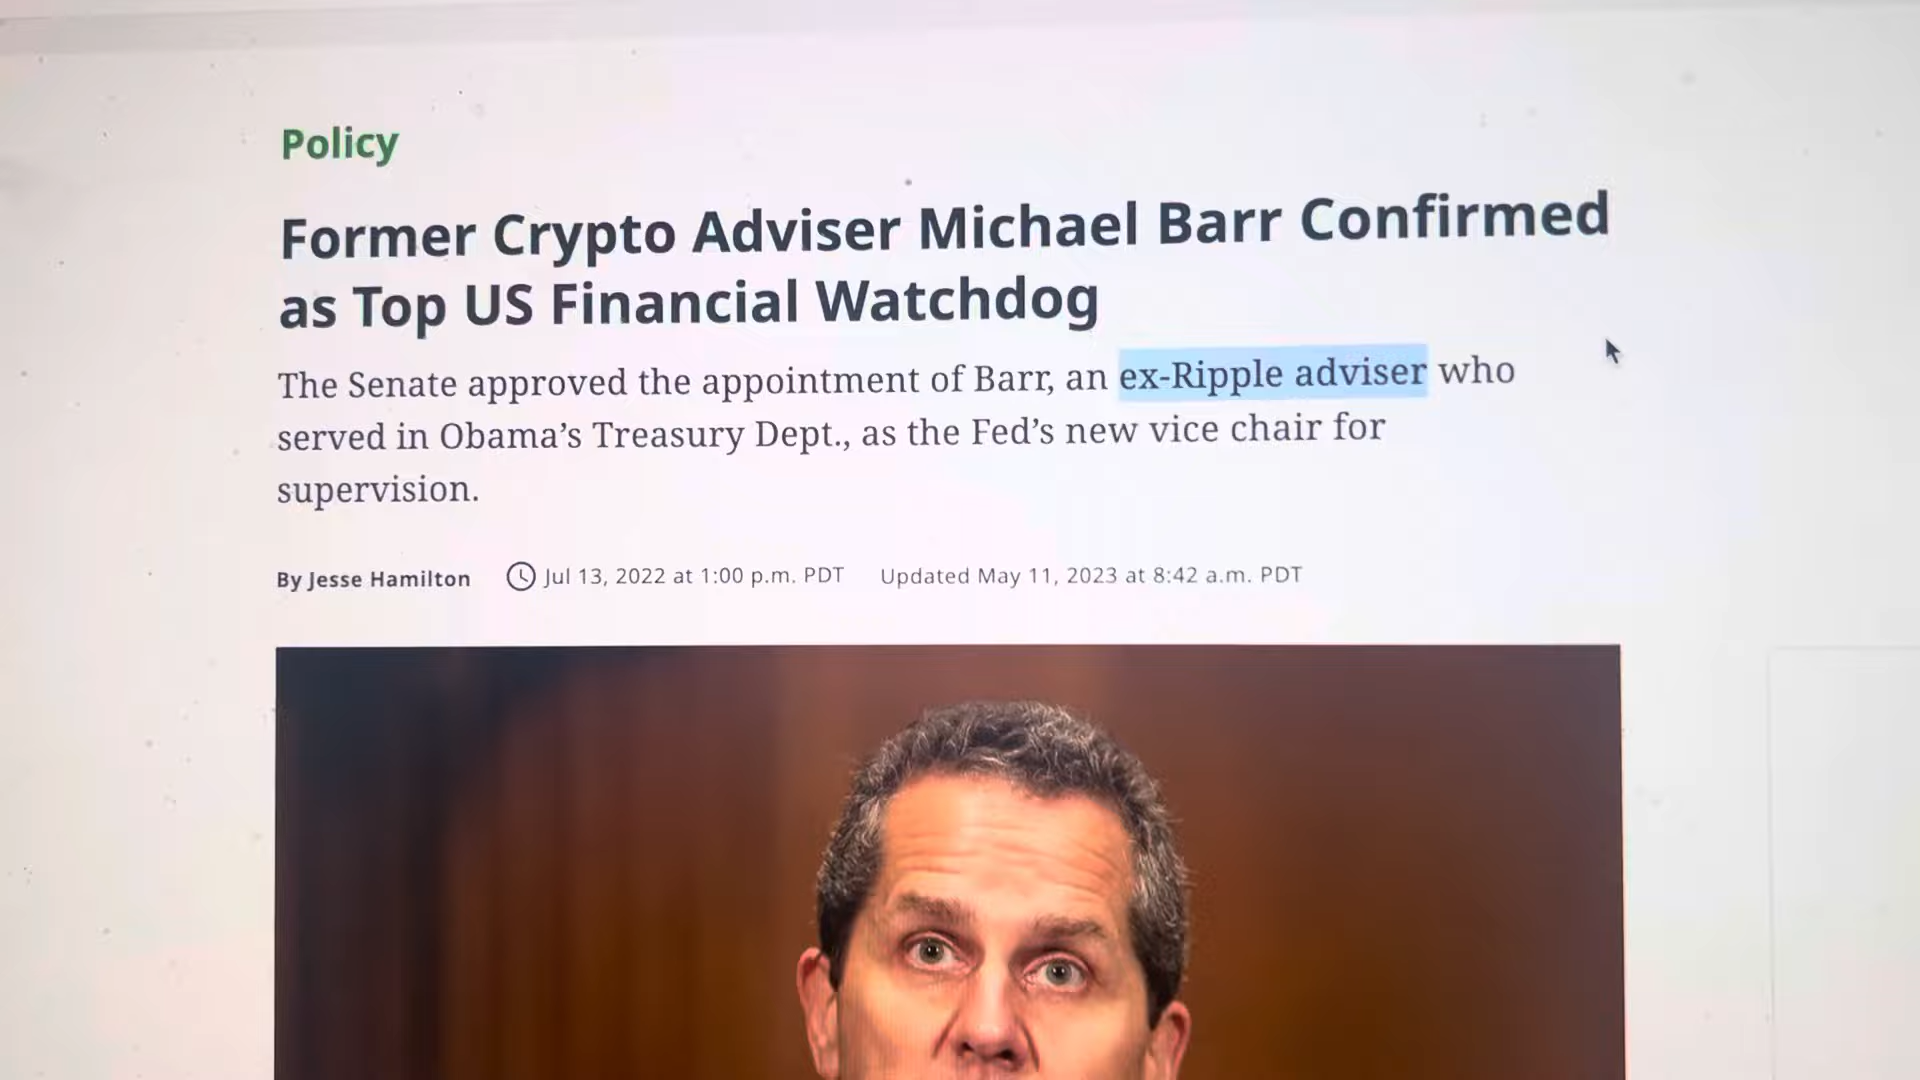 Policy
Former Crypto Adviser Michael Barr Confirmed
as Top US Financial Watchdog
The Senate approved the appointment of Barr, an ex-Ripple adviser who
served in Obama’s Treasury Dept., as the Fed’s new vice chair for
supervision.
By Jesse Hamilton Jul 13, 2022 at 1:00 p.m. PDT Updated May 11, 2023 at 8:42 a.m. PDT